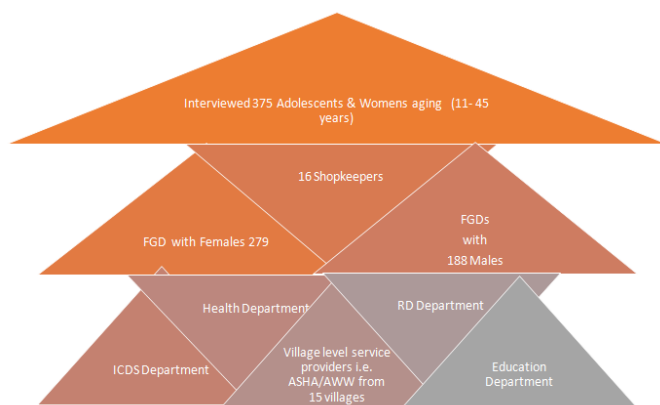 Interviewed 375 Adolescents & Womens aging (11- 45
years)
16 Shopkeepers
FGD with Females 279
FGDs
with
188 Males
Health Department
RD Department
ICDS Department
Village level service
providers i.e.
ASHA/AWW from
15 villages
Education
Department